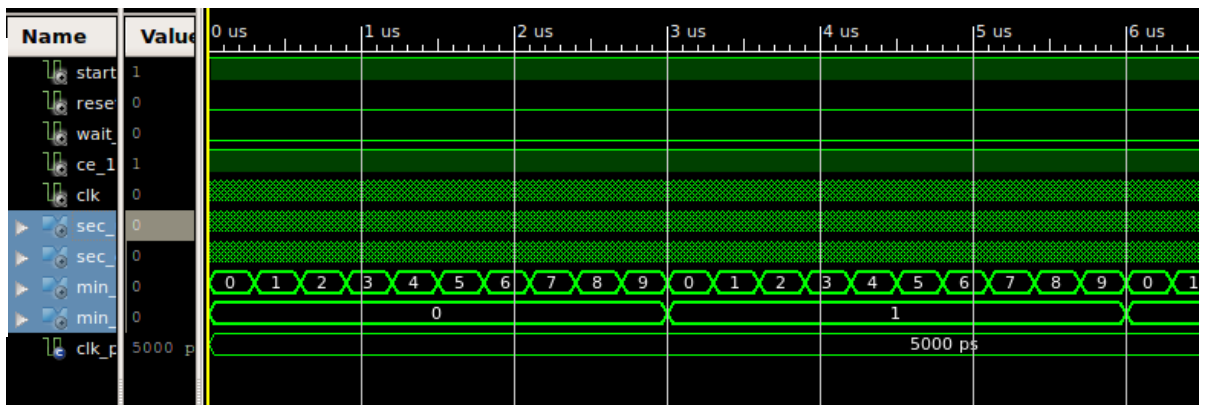 Name Value 0 us 1 us 2 us 3 us 4 us 5 us 6 us
start 1
rese 0
wait_ 0
ce_1 1
clk 0
sec_ 0
sec_ 0
min_ 0 0 1 2 3 4 5 6 7 8 9 0 1 2 3 4 5 6 7 8 9 0 1
min_ 0 0 1
clk_p 5000 p 5000 ps